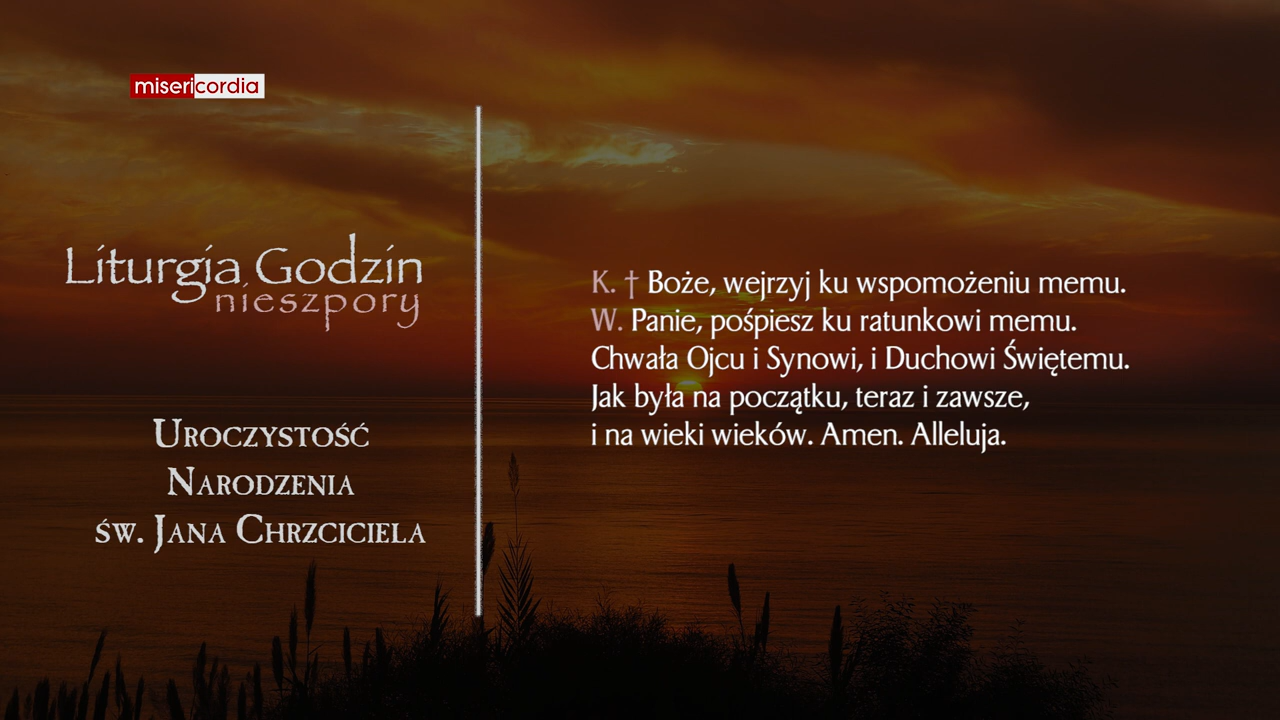 misericordia
Liturgia Godzin
nieszpory
Uroczystość
Narodzenia
św. Jana Chrzciciela
K. † Boże, wejrzyj ku wspomożeniu memu.
W. Panie, pośpiesz ku ratunkowi memu.
Chwała Ojcu i Synowi, i Duchowi Świętemu.
Jak była na początku, teraz i zawsze,
i na wieki wieków. Amen. Alleluja.